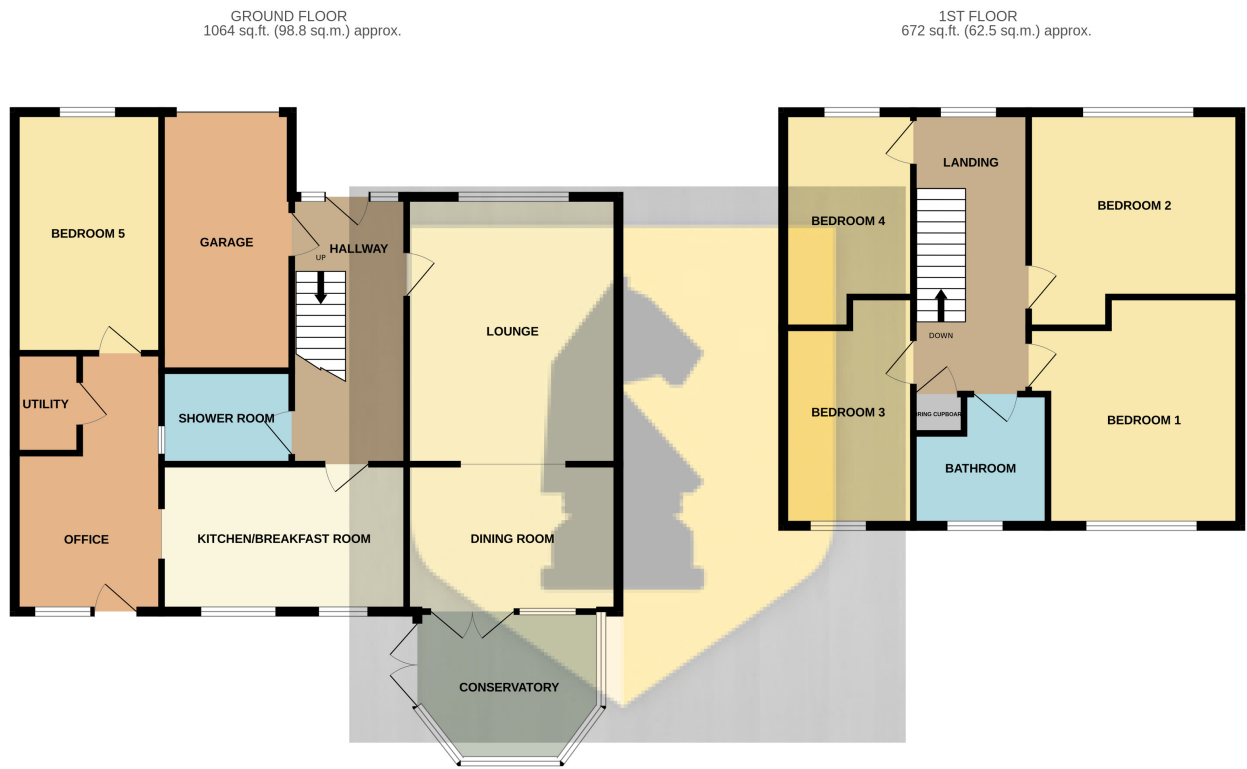 GROUND FLOOR
1064 sq.ft. (98.8 sq.m.) approx.
1ST FLOOR
672 sq.ft. (62.5 sq.m.) approx.
BEDROOM 5
GARAGE
HALLWAY
UP
LOUNGE
UTILITY
SHOWER ROOM
OFFICE
KITCHEN/BREAKFAST ROOM
DINING ROOM
CONSERVATORY
LANDING
BEDROOM 4
BEDROOM 2
DOWN
BEDROOM 3
RING CUPBOAR
BEDROOM 1
BATHROOM